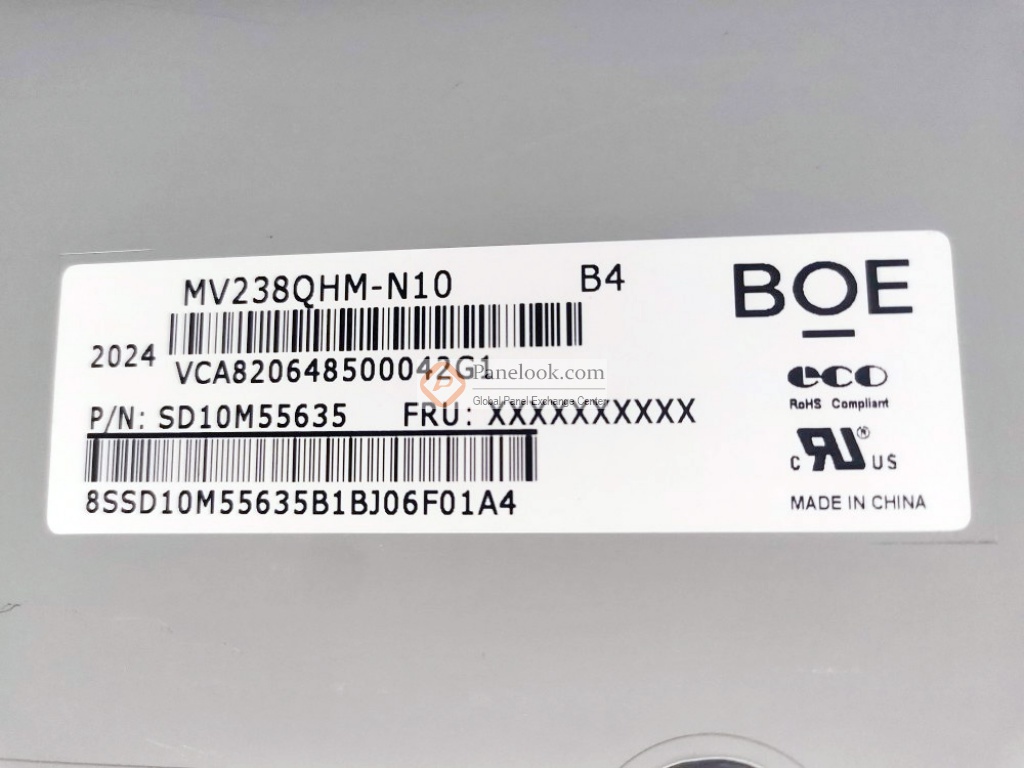 MV238QHM-N10 B4
BOE
2024
VCA820648500042G1
Panelook.com
Global Panel Exchange Center
P/N: SD10M55635 FRU: XXXXXXXXXX
8SSD10M55635B1BJ06F01A4
eco
RoHS Compliant
c RU ® US
MADE IN CHINA